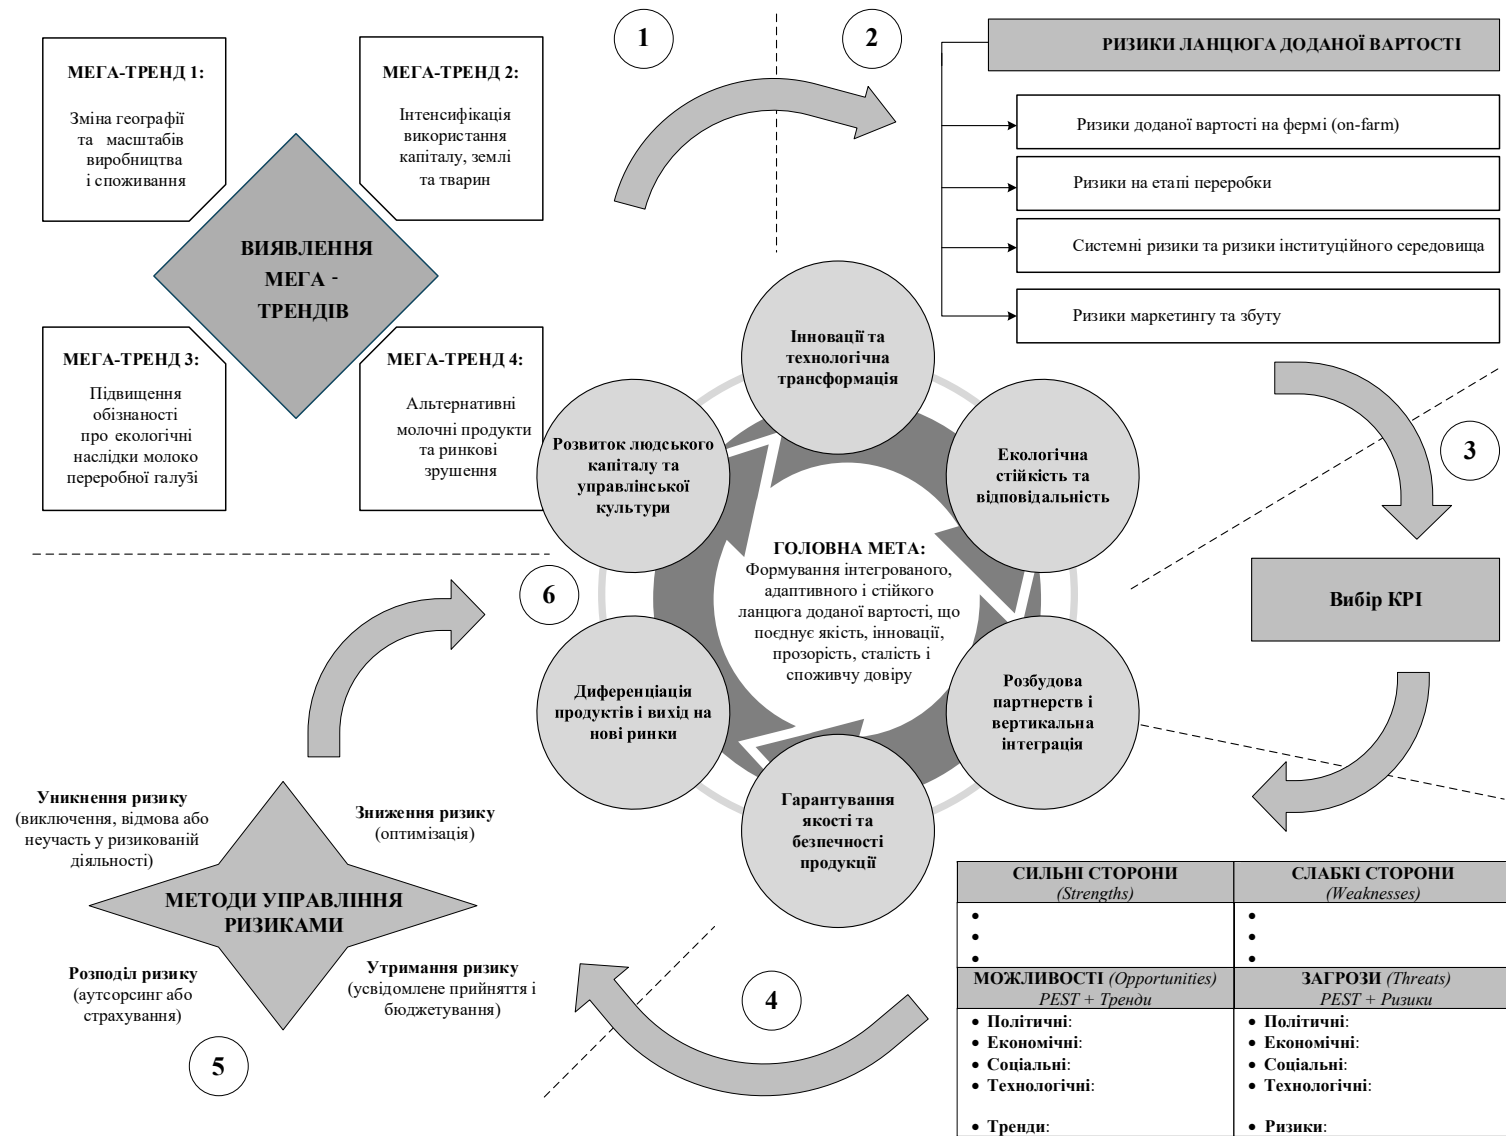 1
2
МЕГА-ТРЕНД 1:
Зміна географії
та масштабів
виробництва
і споживання
МЕГА-ТРЕНД 2:
Інтенсифікація
використання
капіталу, землі
та тварин
ВИЯВЛЕННЯ
МЕГА -
ТРЕНДІВ
МЕГА-ТРЕНД 3:
Підвищення
обізнаності
про екологічні
наслідки молоко
переробної галузі
МЕГА-ТРЕНД 4:
Альтернативні
молочні продукти
та ринкові
зрушення
РИЗИКИ ЛАНЦЮГА ДОДАНОЇ ВАРТОСТІ
Ризики доданої вартості на фермі (on-farm)
Ризики на етапі переробки
Системні ризики та ризики інституційного середовища
Ризики маркетингу та збуту
3
Вибір KPI
Інновації та
технологічна
трансформація
Екологічна
стійкість та
відповідальність
Розбудова
партнерств і
вертикальна
інтеграція
Гарантування
якості та
безпечності
продукції
Диференціація
продуктів і вихід на
нові ринки
Розвиток людського
капіталу та
управлінської
культури
ГОЛОВНА МЕТА:
Формування інтегрованого,
адаптивного і стійкого
ланцюга доданої вартості, що
поєднує якість, інновації,
прозорість, сталість і
споживчу довіру
СИЛЬНІ СТОРОНИ
(Strengths)
•
•
•
СЛАБКІ СТОРОНИ
(Weaknesses)
•
•
•
МОЖЛИВОСТІ (Opportunities)
PEST + Тренди
• Політичні:
• Економічні:
• Соціальні:
• Технологічні:
• Тренди:
ЗАГРОЗИ (Threats)
PEST + Ризики
• Політичні:
• Економічні:
• Соціальні:
• Технологічні:
• Ризики:
4
5
Уникнення ризику
(виключення, відмова або
неучасть у ризикованій
діяльності)
Зниження ризику
(оптимізація)
МЕТОДИ УПРАВЛІННЯ
РИЗИКАМИ
Розподіл ризику
(аутсорсинг або
страхування)
Утримання ризику
(усвідомлене прийняття і
бюджетування)
6